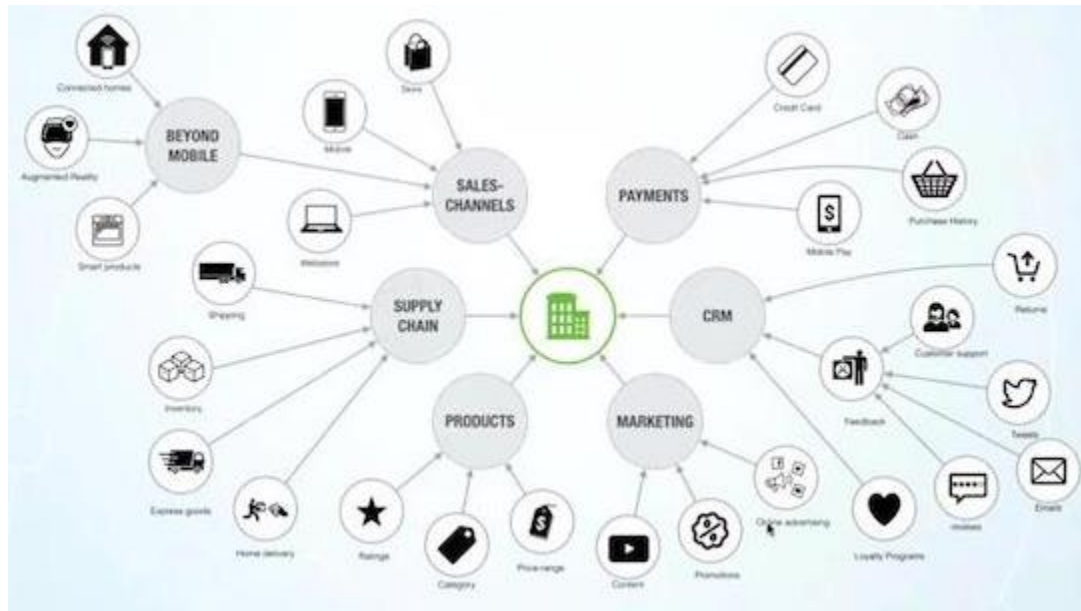 Connected homes
Store
Credit Card
Mobile
Cash
BEYOND
MOBILE
Augmented Reality
SALES-
CHANNELS
PAYMENTS
Purchase History
Smart products
Webstore
Mobile Pay
Shipping
SUPPLY
CHAIN
CRM
Returns
Customer support
Inventory
PRODUCTS
MARKETING
Feedback
Tweets
Express goods
Home delivery
Ratings
Category
Price-range
Content
Promotions
Online advertising
Loyalty Programs
reviews
Emails